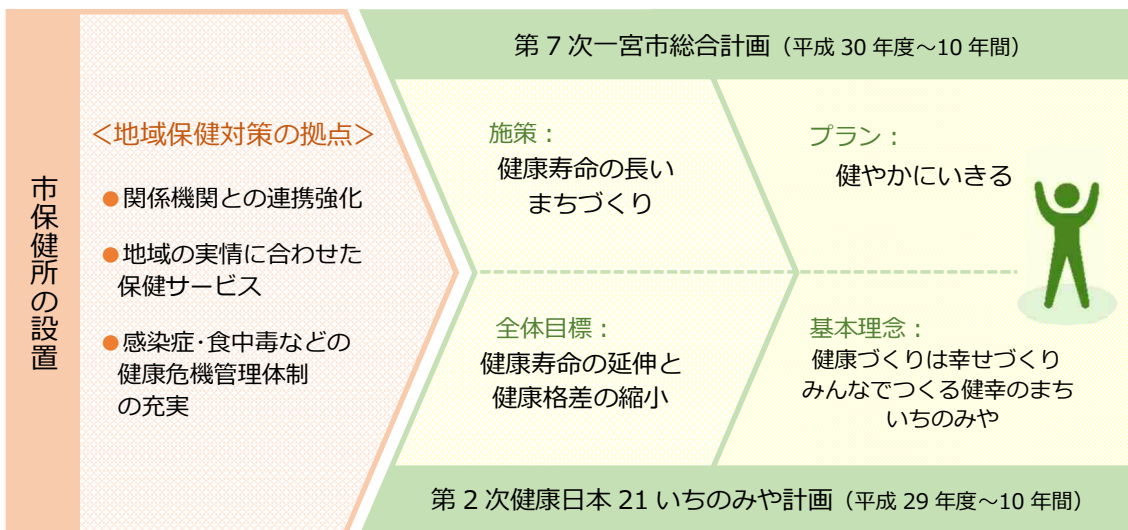 市保健所の設置
<地域保健対策の拠点>
●関係機関との連携強化
●地域の実情に合わせた
保健サービス
●感染症･食中毒などの
健康危機管理体制
の充実
第 7 次一宮市総合計画（平成 30 年度～10 年間）
施策：
健康寿命の長い
まちづくり
プラン：
健やかにいきる
全体目標：
健康寿命の延伸と
健康格差の縮小
基本理念：
健康づくりは幸せづくり
みんなでつくる健幸のまち
いちのみや
第 2 次健康日本 21 いちのみや計画（平成 29 年度～10 年間）